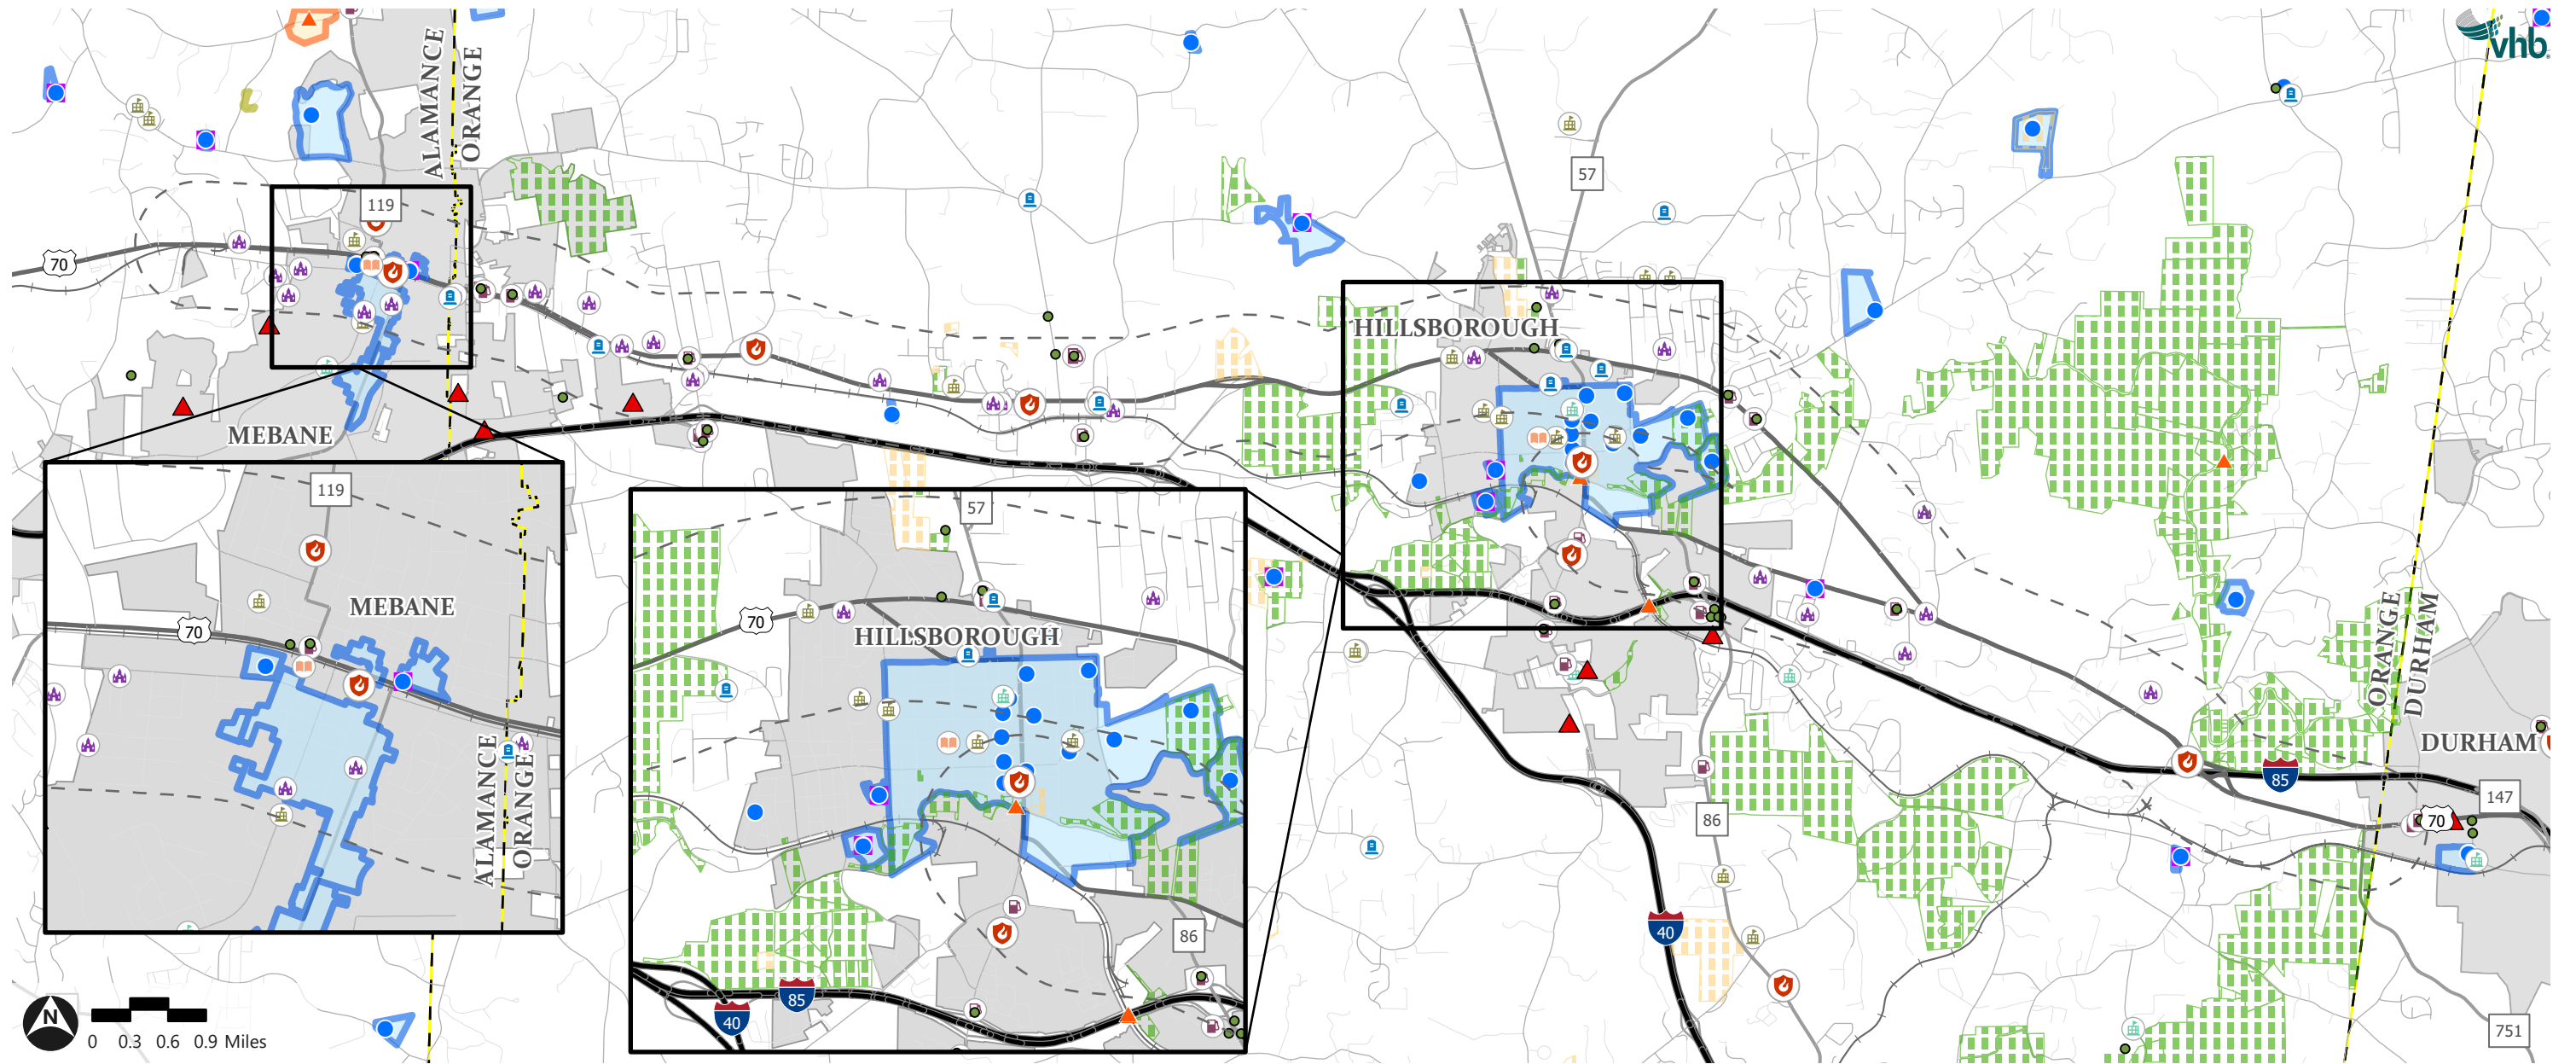 ALAMANCE
ORANGE
vhb
57
119
70
HILLSBOROUGH
MEBANE
119
57
MEBANE
70
70
HILLSBOROUGH
ORANGE
DURHAM
DURHAM
85
147
70
86
ALAMANCE
ORANGE
86
40
85
40
N
0 0.3 0.6 0.9 Miles
751